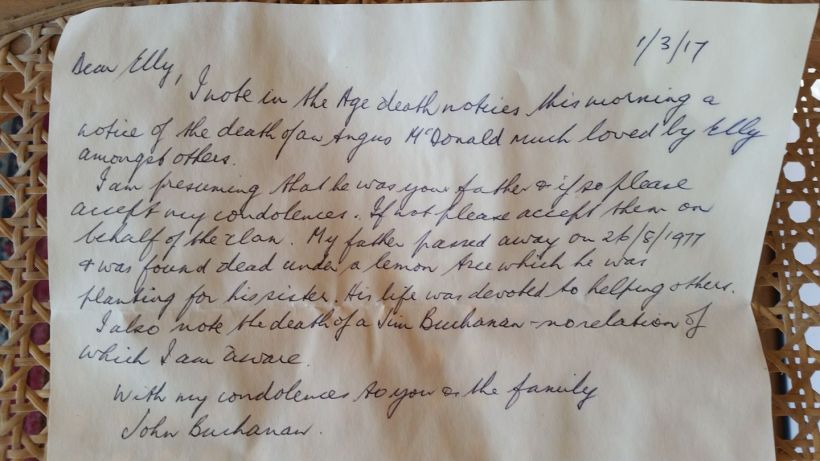 1/3/17
Dear Elly,
I note in the Age death notices this morning a
notice of the death of an Angus McDonald much loved by Elly
amongst others.
I am presuming that he was your father & if so please
accept my condolences. If not please accept them on
behalf of the clan. My father passed away on 26/8/1977
& was found dead under a lemon tree which he was
planting for his sister. His life was devoted to helping others.
I also note the death of a Jim Buchanan - no relation of
which I am aware.
With my condolences to you & the family
John Buchanan.